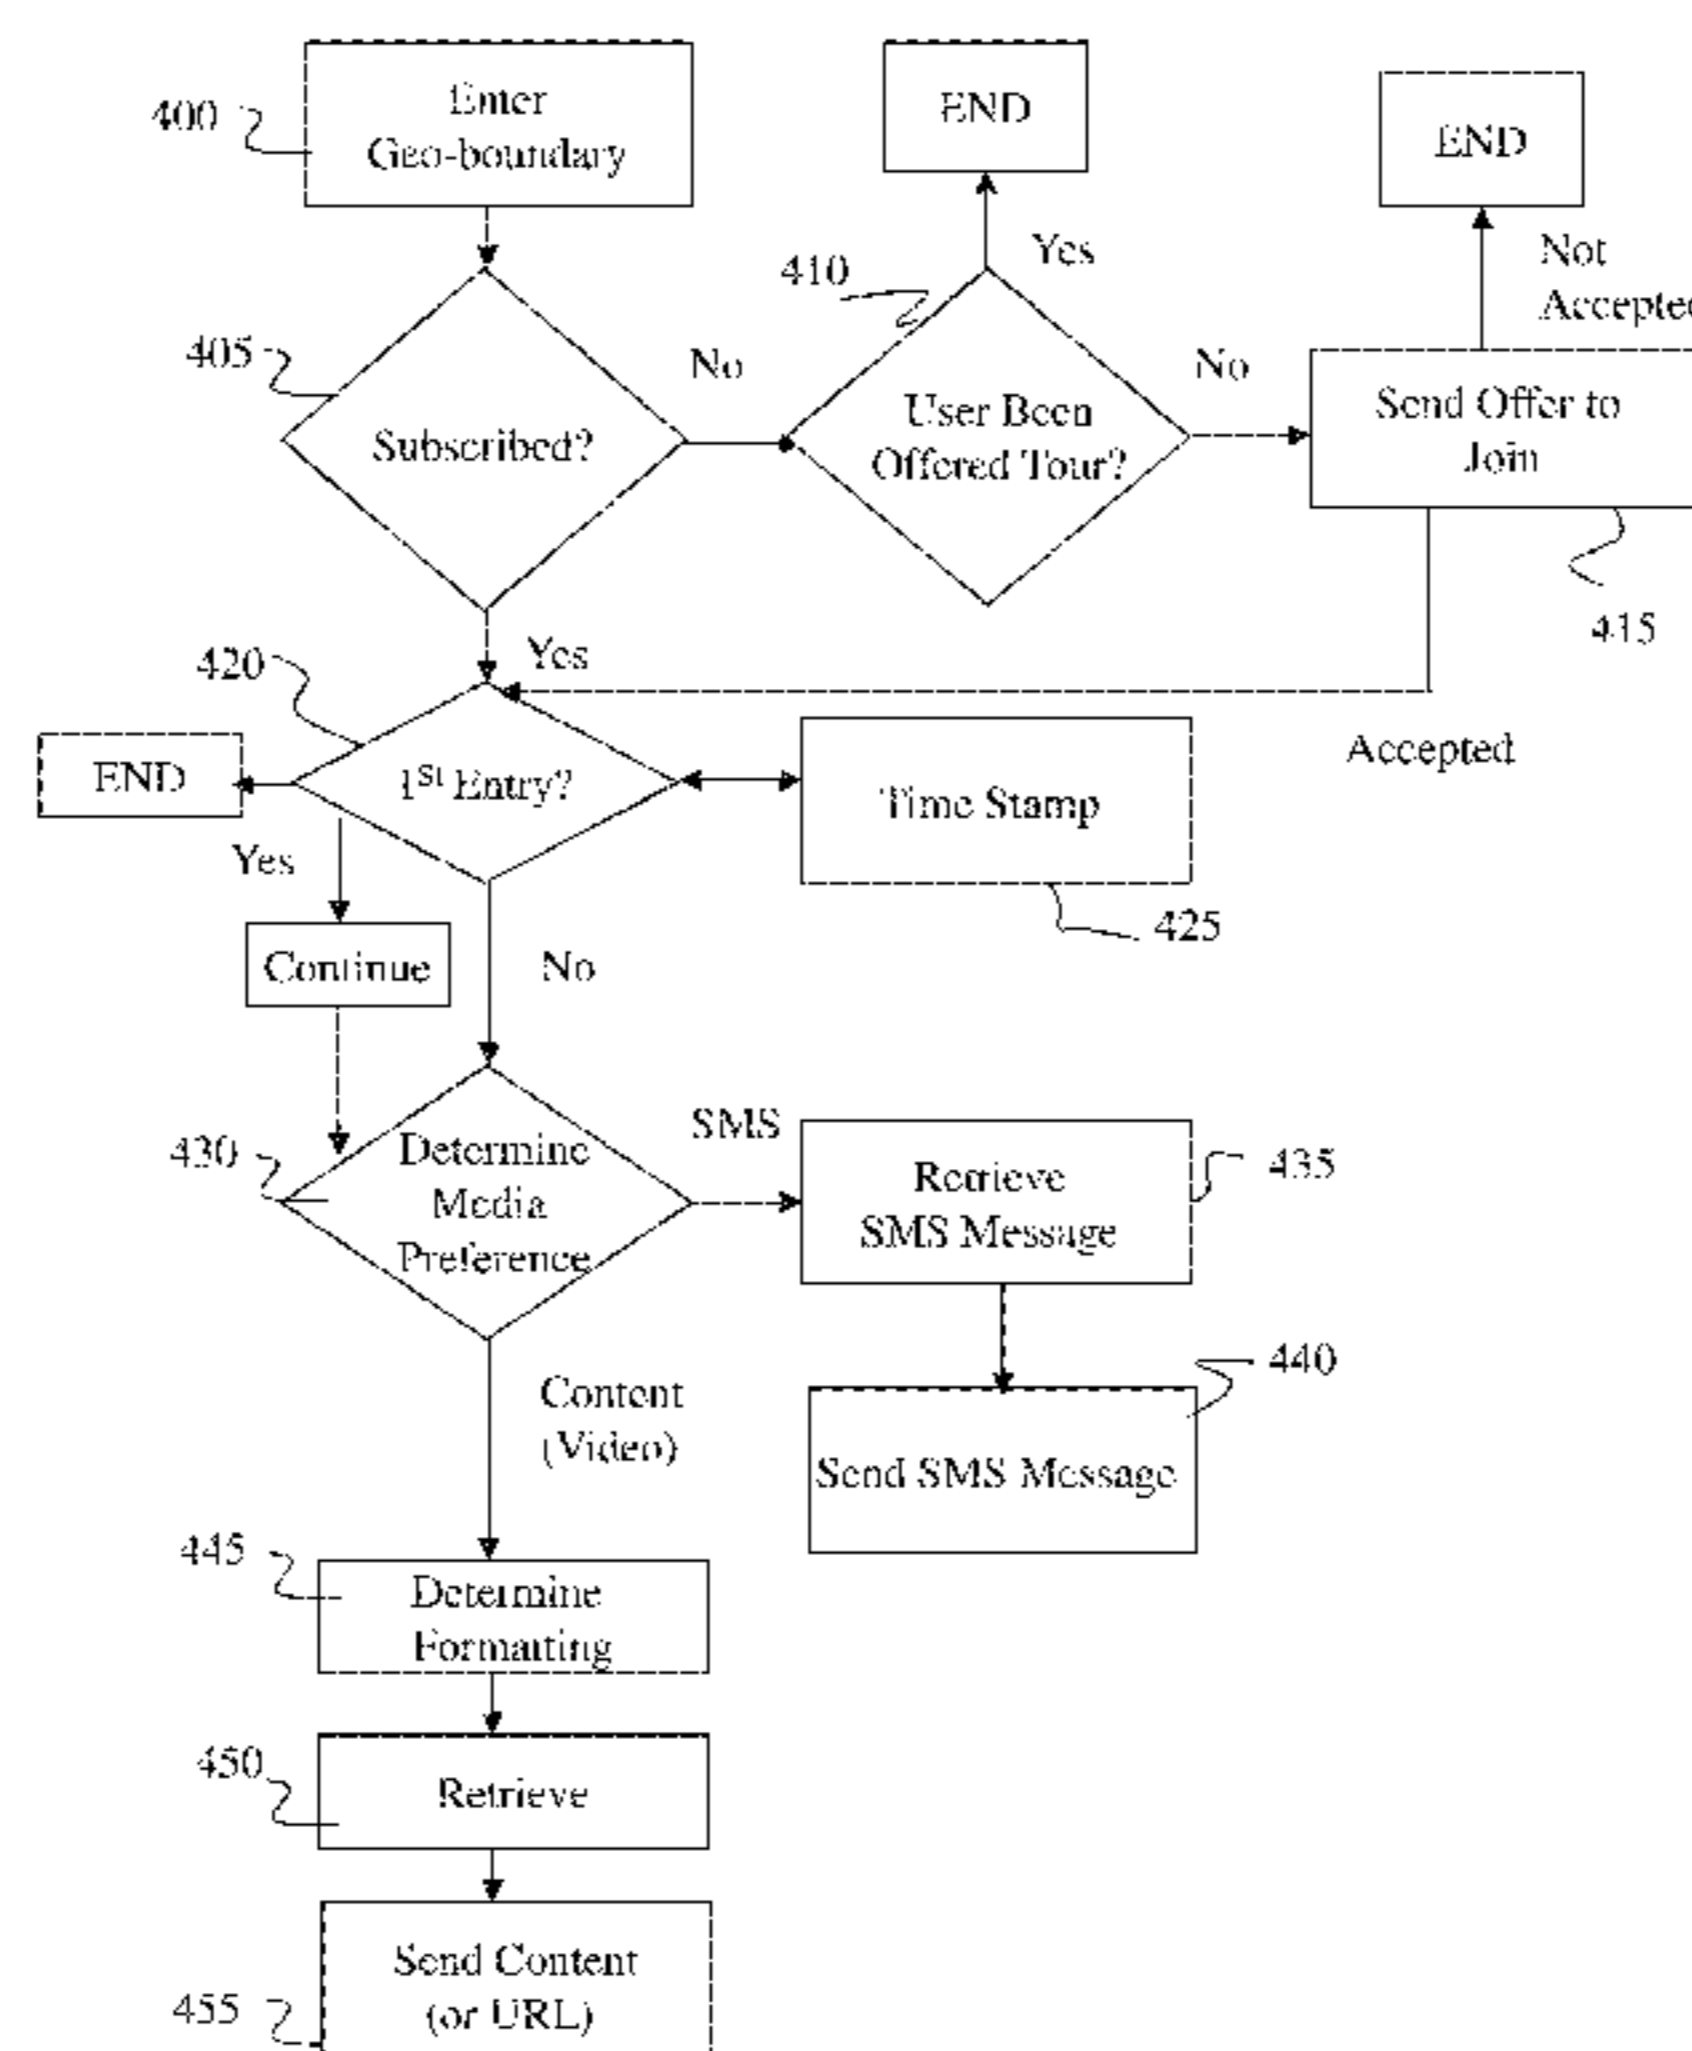 Enter
Geo-boundary
400
END
END
410
Yes
Not
Accepted
405
No
No
Subscribed?
User Been
Offered Tour?
Send Offer to
Join
415
420
Yes
END
1ST Entry?
Time Stamp
Accepted
Yes
425
Continue
No
430
Determine
Media
Preference
SMS
Retrieve
SMS Message
435
440
Content
(Video)
Send SMS Message
445
Determine
Formatting
450
Retrieve
Send Content
(or URL)
455